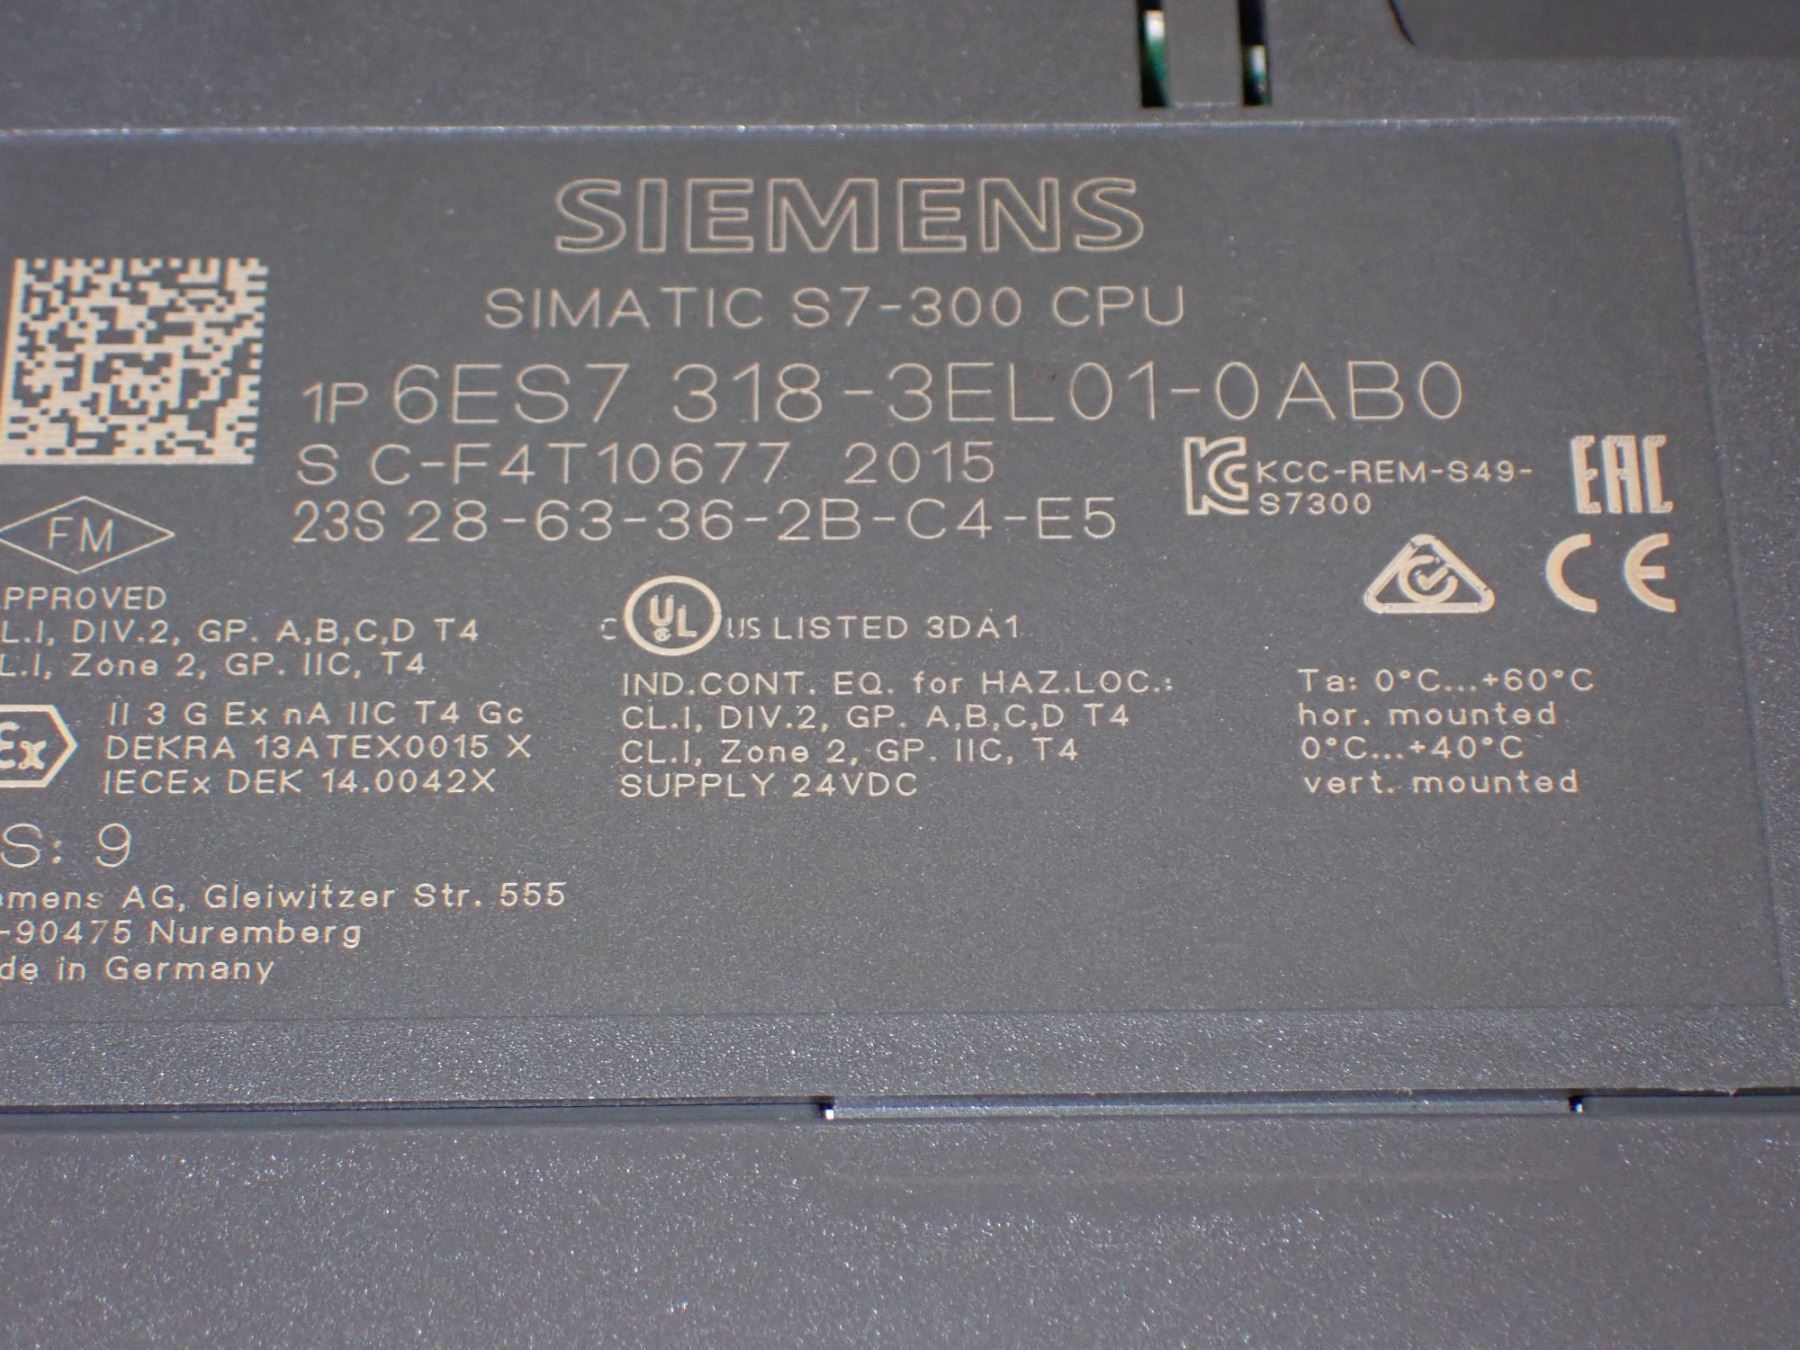 SIEMENS
SIMATIC S7-300 CPU
1P 6ES7 318-3EL01-0AB0
S C-F4T10677 2015
23S 28-63-36-2B-C4-E5
KCC-REM-S49-
S7300
EAC
CE
FM
PPROVED
L.I, DIV.2, GP. A,B,C,D T4
L.I, Zone 2, GP. IIC, T4
Ex
II 3 G Ex nA IIC T4 Gc
DEKRA 13ATEX0015 X
IECEx DEK 14.0042X
C UL US LISTED 3DA1
IND.CONT. EQ. for HAZ.LOC.:
CL.I, DIV.2, GP. A,B,C,D T4
CL.I, Zone 2, GP. IIC, T4
SUPPLY 24VDC
Ta: 0°C...+60°C
hor. mounted
0°C...+40°C
vert. mounted
S: 9
emens AG, Gleiwitzer Str. 555
-90475 Nuremberg
de in Germany